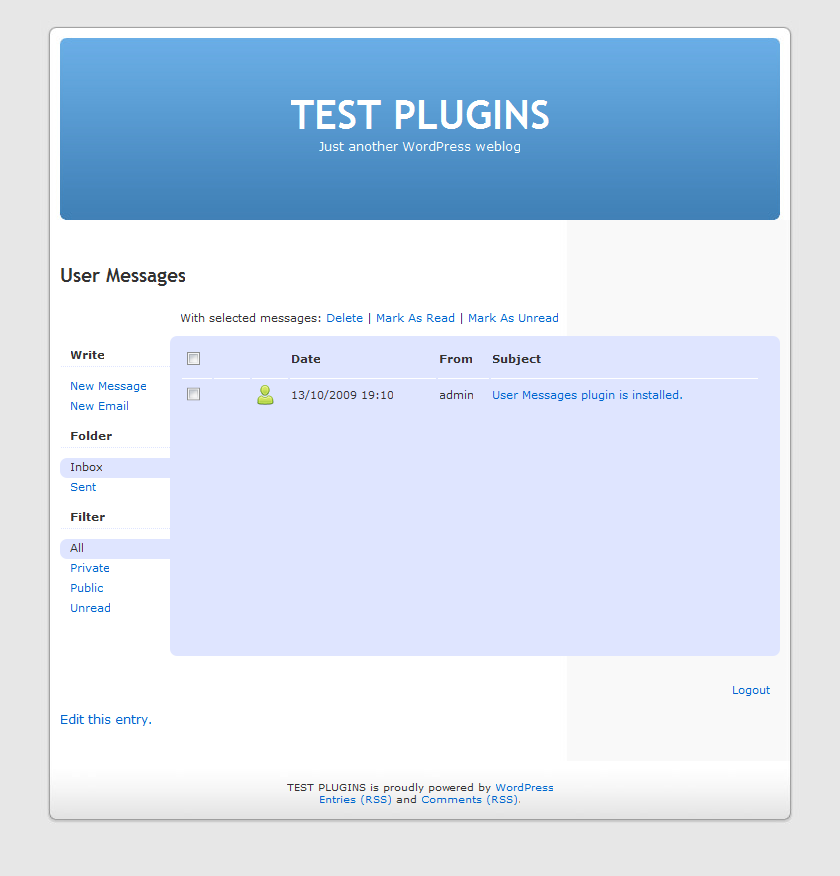 TEST PLUGINS
Just another WordPress weblog
User Messages
With selected messages: Delete | Mark As Read | Mark As Unread
Write
New Message
New Email
Folder
Inbox
Sent
Filter
All
Private
Public
Unread
Date From Subject
13/10/2009 19:10 admin User Messages plugin is installed.
Logout
Edit this entry.
TEST PLUGINS is proudly powered by WordPress
Entries (RSS) and Comments (RSS).